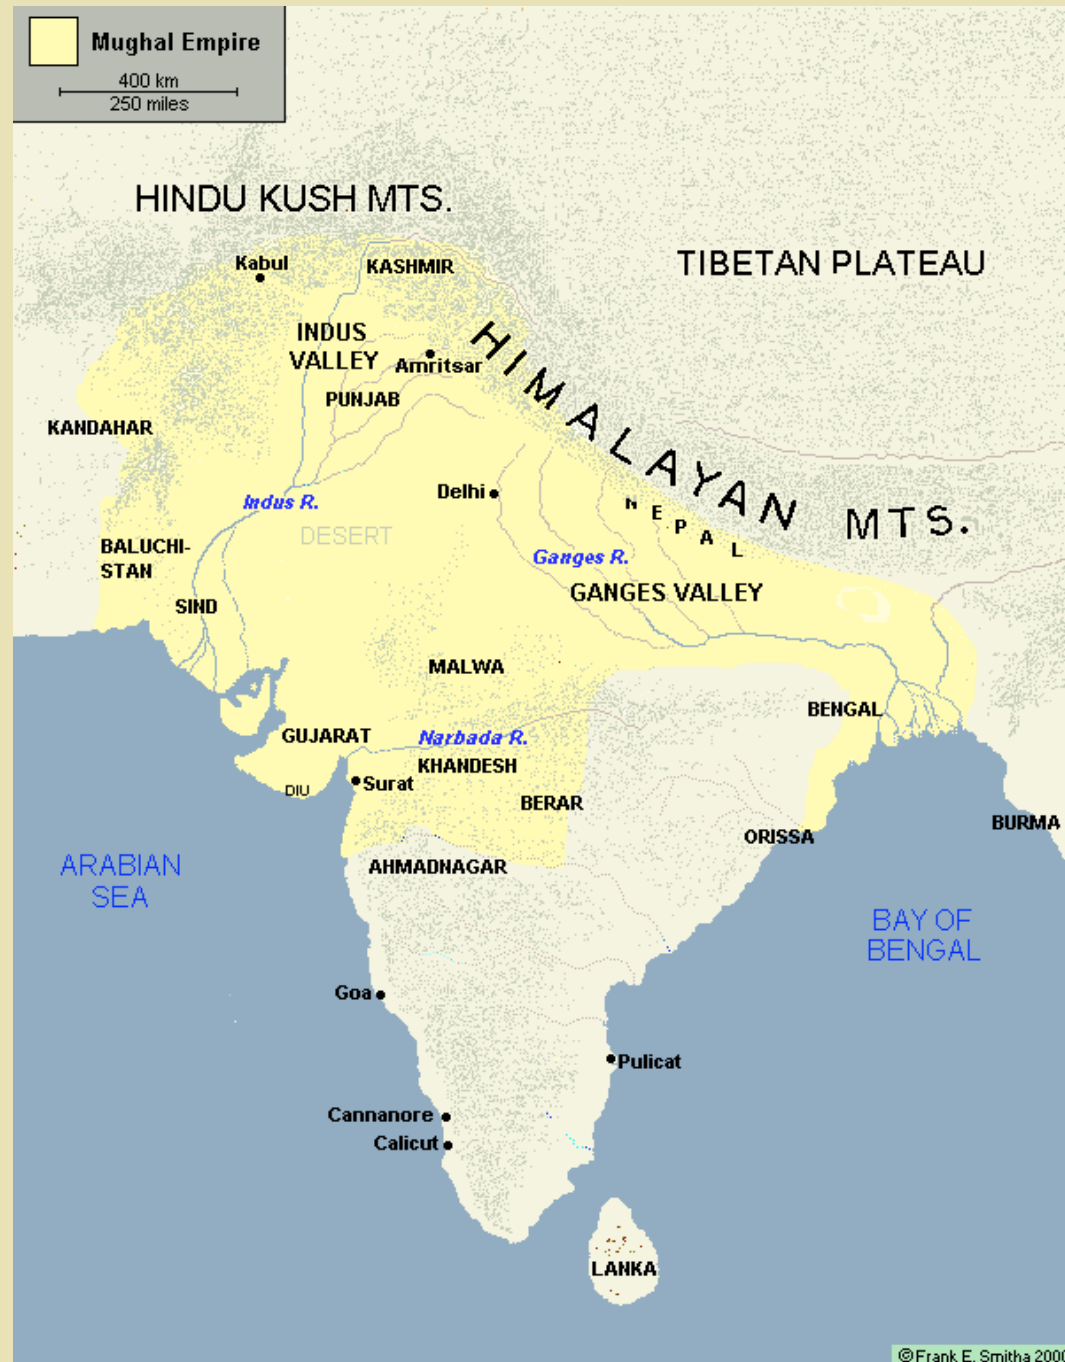 Mughal Empire
400 km
250 miles
HINDU KUSH MTS.
TIBETAN PLATEAU
Kabul
KASHMIR
INDUS
VALLEY
Amritsar
PUNJAB
HIMALAYAN MTS.
KANDAHAR
Delhi
Indus R.
NEPAL
DESERT
BALUCHI-
STAN
Ganges R.
GANGES VALLEY
SIND
MALWA
BENGAL
GUJARAT
Narbada R.
KHANDESH
DIU
Surat
BERAR
BURMA
ORISSA
ARABIAN
SEA
AHMADNAGAR
BAY OF
BENGAL
Goa
Pulicat
Cannanore
Calicut
LANKA
©Frank E. Smitha 2000